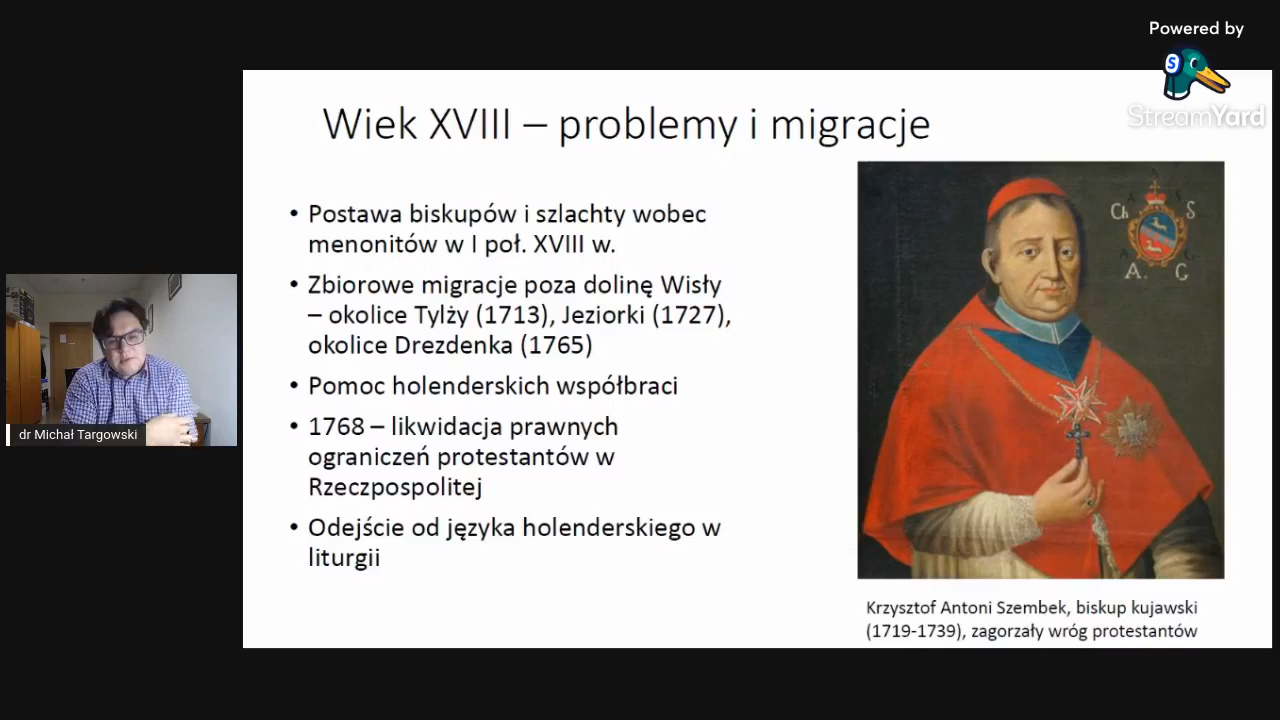 Powered by
S
StreamYard
Wiek XVIII – problemy i migracje
• Postawa biskupów i szlachty wobec
menonitów w I poł. XVIII w.
• Zbiorowe migracje poza dolinę Wisły
– okolice Tylży (1713), Jeziorki (1727),
okolice Drezdenka (1765)
• Pomoc holenderskich współbraci
• 1768 – likwidacja prawnych
ograniczeń protestantów w
Rzeczpospolitej
• Odejście od języka holenderskiego w
liturgii
Ch S
A. G
Krzysztof Antoni Szembek, biskup kujawski
(1719-1739), zagorzały wróg protestantów
dr Michał Targowski